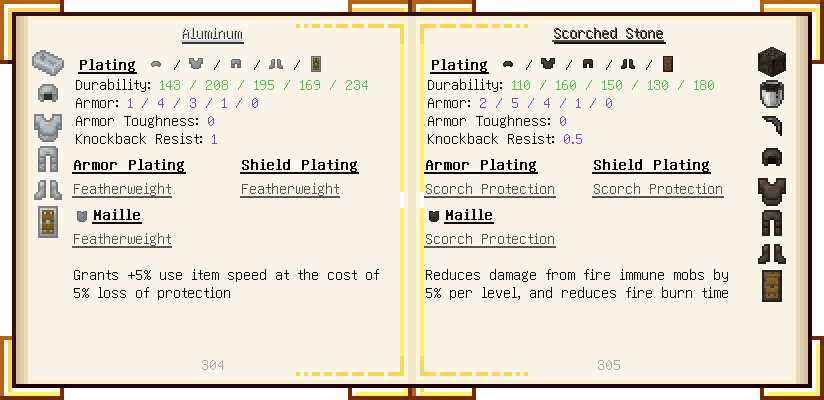 Aluminum
Plating / / / /
Durability: 143 / 208 / 195 / 169 / 234
Armor: 1 / 4 / 3 / 1 / 0
Armor Toughness: 0
Knockback Resist: 1
Armor Plating
Shield Plating
Featherweight
Featherweight
Maille
Featherweight
Grants +5% use item speed at the cost of
5% loss of protection
304
Scorched Stone
Plating / / / /
Durability: 110 / 160 / 150 / 130 / 180
Armor: 2 / 5 / 4 / 1 / 0
Armor Toughness: 0
Knockback Resist: 0.5
Armor Plating
Shield Plating
Scorch Protection
Scorch Protection
Maille
Scorch Protection
Reduces damage from fire immune mobs by
5% per level, and reduces fire burn time
305